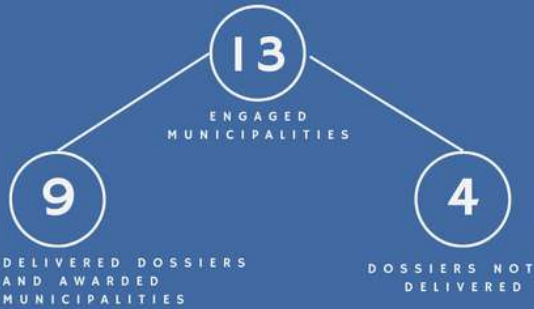 13
ENGAGED
MUNICIPALITIES
9
DELIVERED DOSSIERS
AND AWARDED
MUNICIPALITIES
4
DOSSIERS NOT
DELIVERED